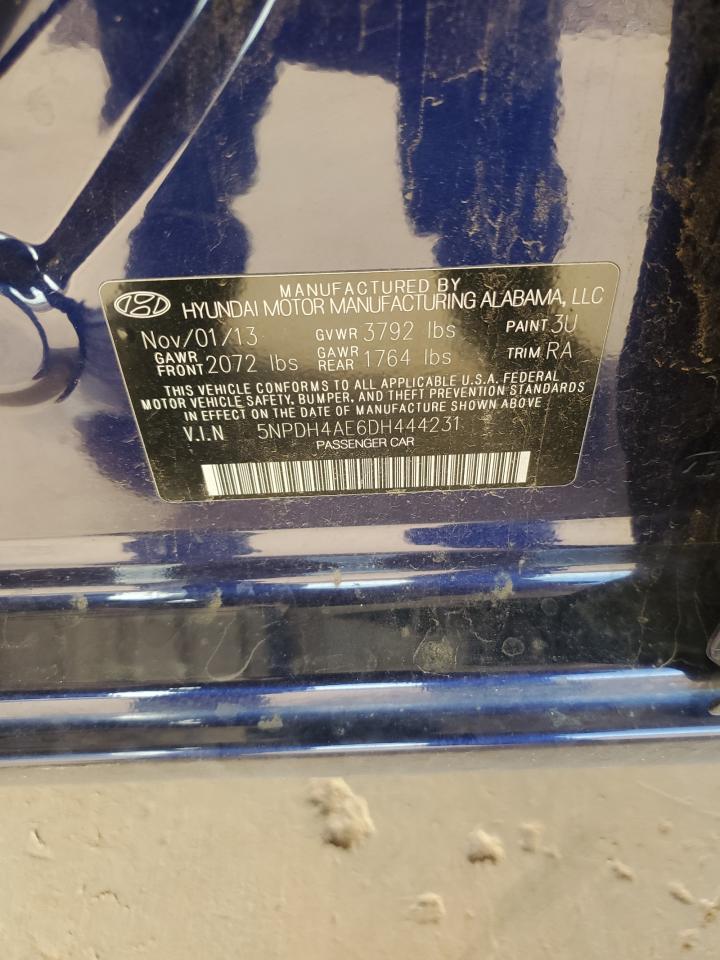 MANUFACTURED BY
HYUNDAI MOTOR MANUFACTURING ALABAMA, LLC
Nov/01/13 GVWR 3792 lbs PAINT 3U
GAWR FRONT 2072 lbs GAWR REAR 1764 lbs TRIM RA
THIS VEHICLE CONFORMS TO ALL APPLICABLE U.S.A. FEDERAL
MOTOR VEHICLE SAFETY, BUMPER, AND THEFT PREVENTION STANDARDS
IN EFFECT ON THE DATE OF MANUFACTURE SHOWN ABOVE.
V.I.N 5NPDH4AE6DH444231
PASSENGER CAR